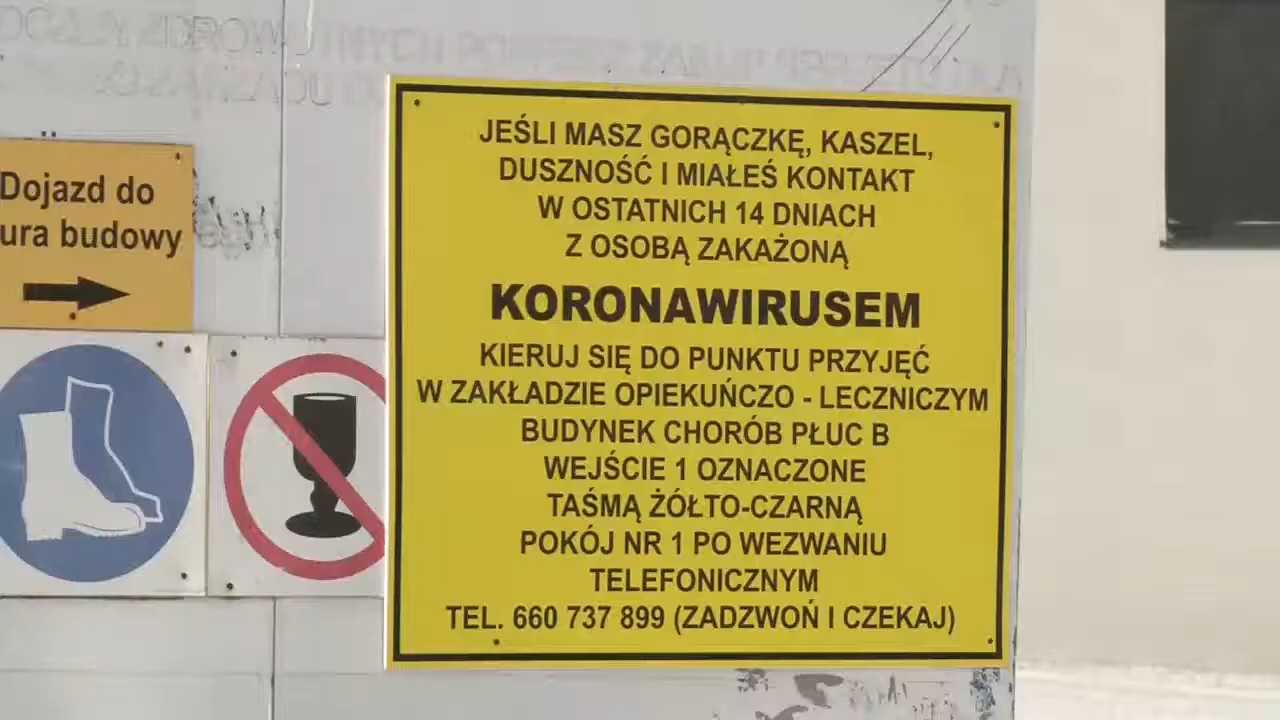 Dojazd do
ura budowy
JEŚLI MASZ GORĄCZKĘ, KASZEL,
DUSZNOŚĆ I MIAŁEŚ KONTAKT
W OSTATNICH 14 DNIACH
Z OSOBĄ ZAKAŻONĄ
KORONAWIRUSEM
KIERUJ SIĘ DO PUNKTU PRZYJĘĆ
W ZAKŁADZIE OPIEKUŃCZO - LECZNICZYM
BUDYNEK CHORÓB PŁUC B
WEJŚCIE 1 OZNACZONE
TAŚMĄ ŻÓŁTO-CZARNĄ
POKÓJ NR 1 PO WEZWANIU
TELEFONICZNYM
TEL. 660 737 899 (ZADZWOŃ I CZEKAJ)